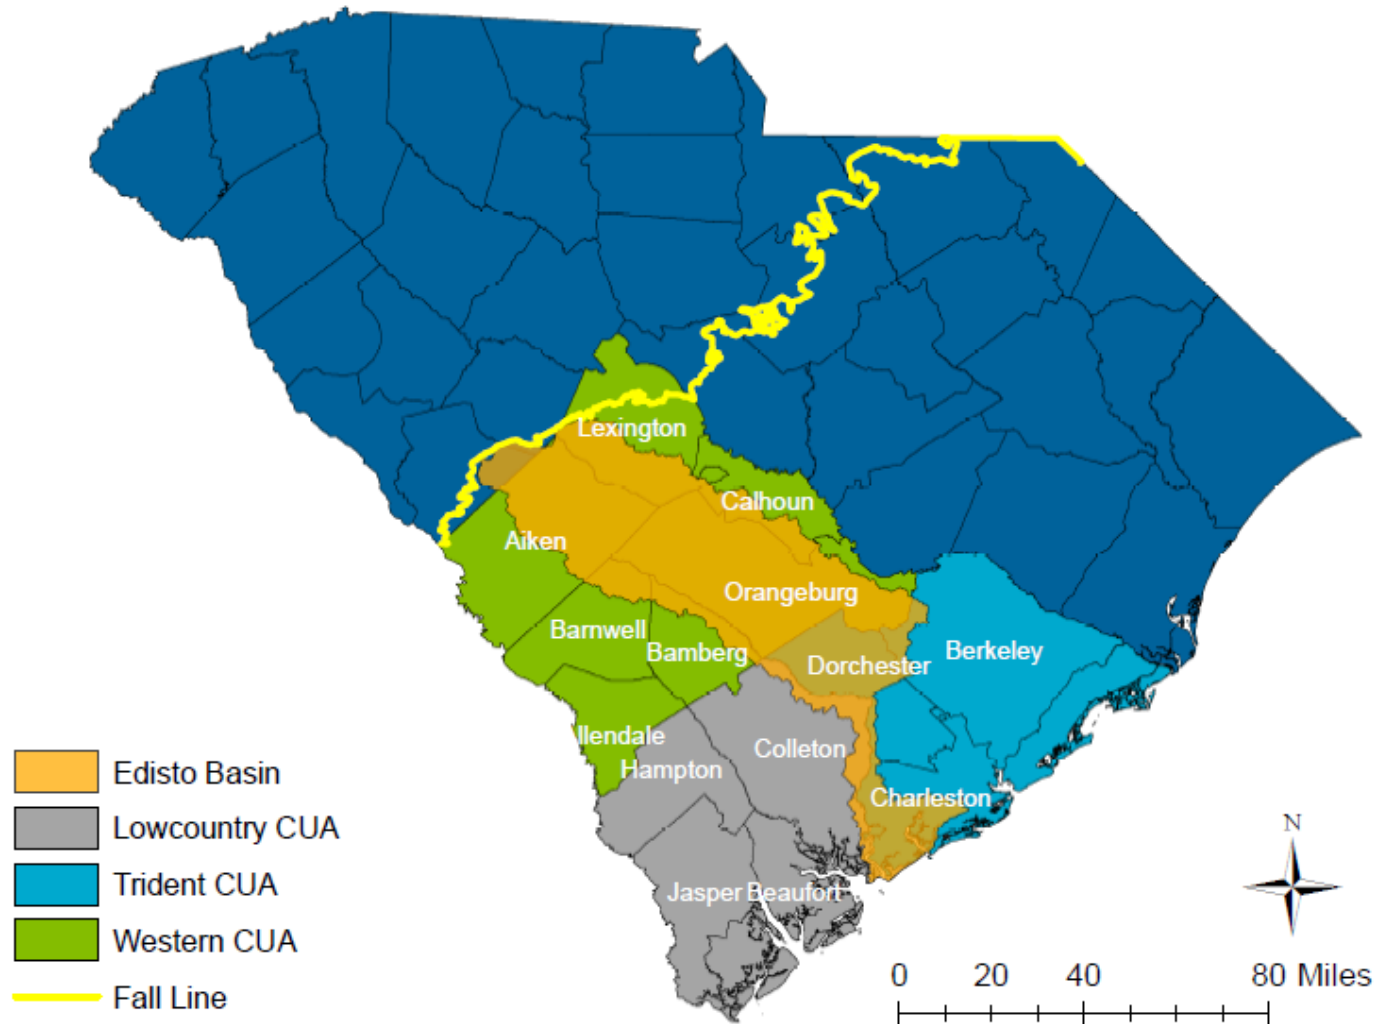 Lexington
Calhoun
Aiken
Orangeburg
Barnwell
Bamberg
Dorchester
Berkeley
llendale
Hampton
Colleton
Charleston
Jasper
Beaufort
Edisto Basin
Lowcountry CUA
Trident CUA
Western CUA
Fall Line
N
0 20 40 80 Miles